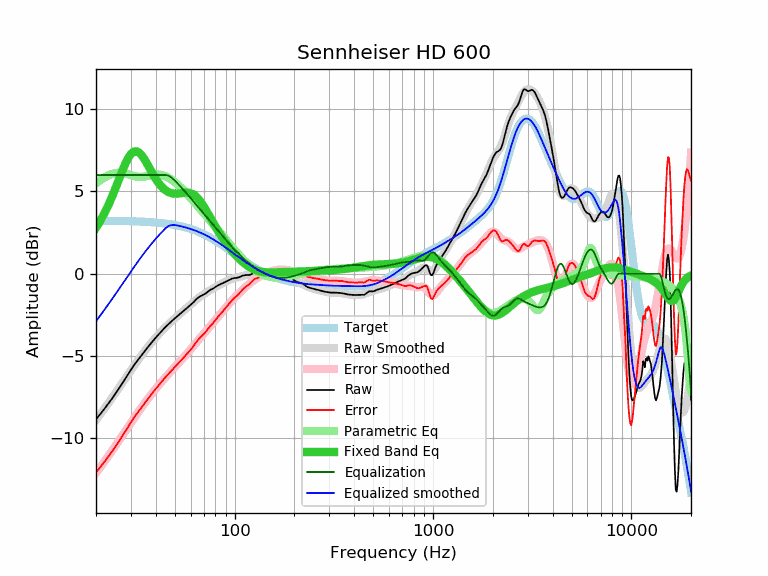 Sennheiser HD 600
Amplitude (dBr)
10
5
0
−5
−10
Target
Raw Smoothed
Error Smoothed
Raw
Error
Parametric Eq
Fixed Band Eq
Equalization
Equalized smoothed
100 1000 10000
Frequency (Hz)